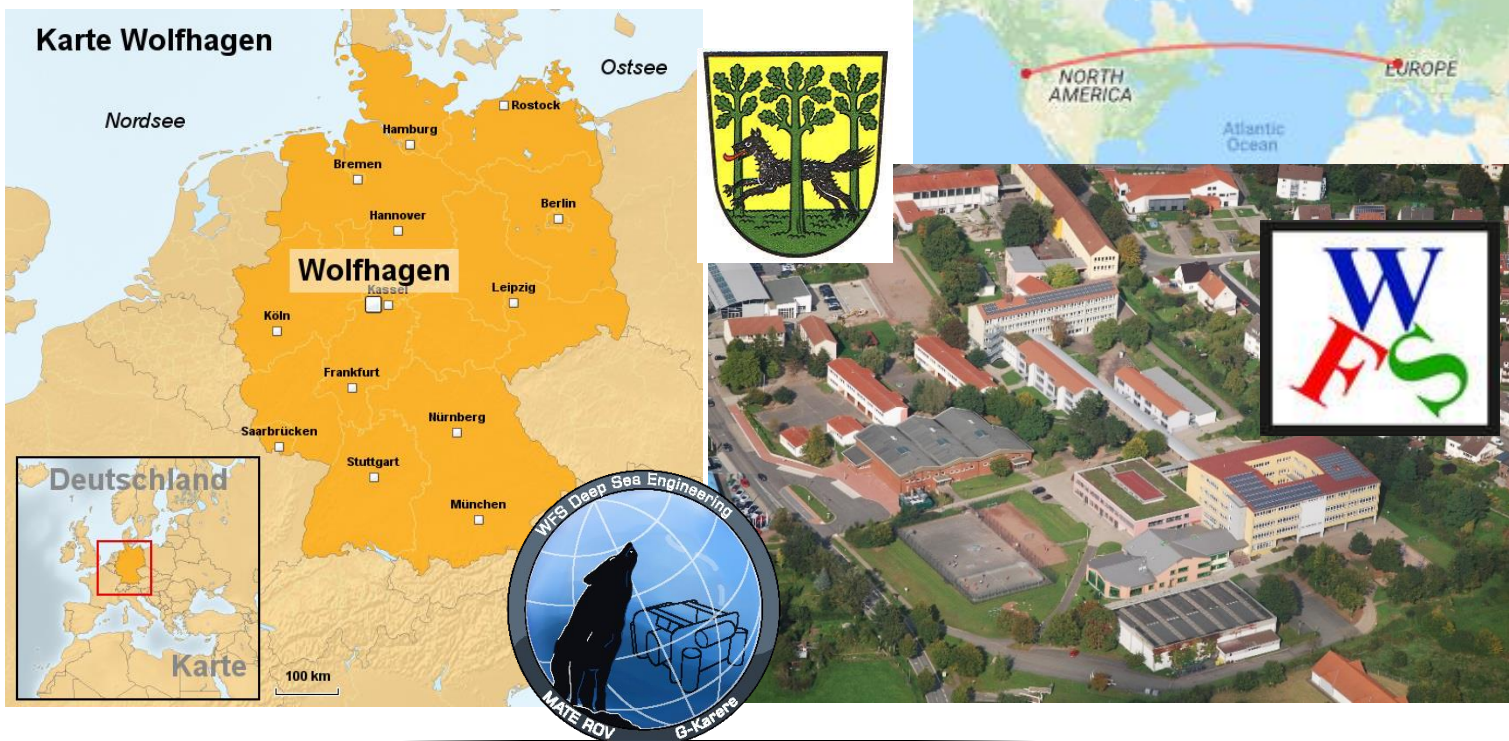 Karte Wolfhagen
Nordsee
Ostsee
Rostock
Hamburg
Bremen
Berlin
Hannover
Wolfhagen
Kassel
Leipzig
Köln
Frankfurt
Nürnberg
Saarbrücken
Stuttgart
München
Deutschland
Karte
100 km
NORTH
AMERICA
EUROPE
Atlantic
Ocean
W
FS
WFS Deep Sea Engineering
MATE ROV
G-Karere